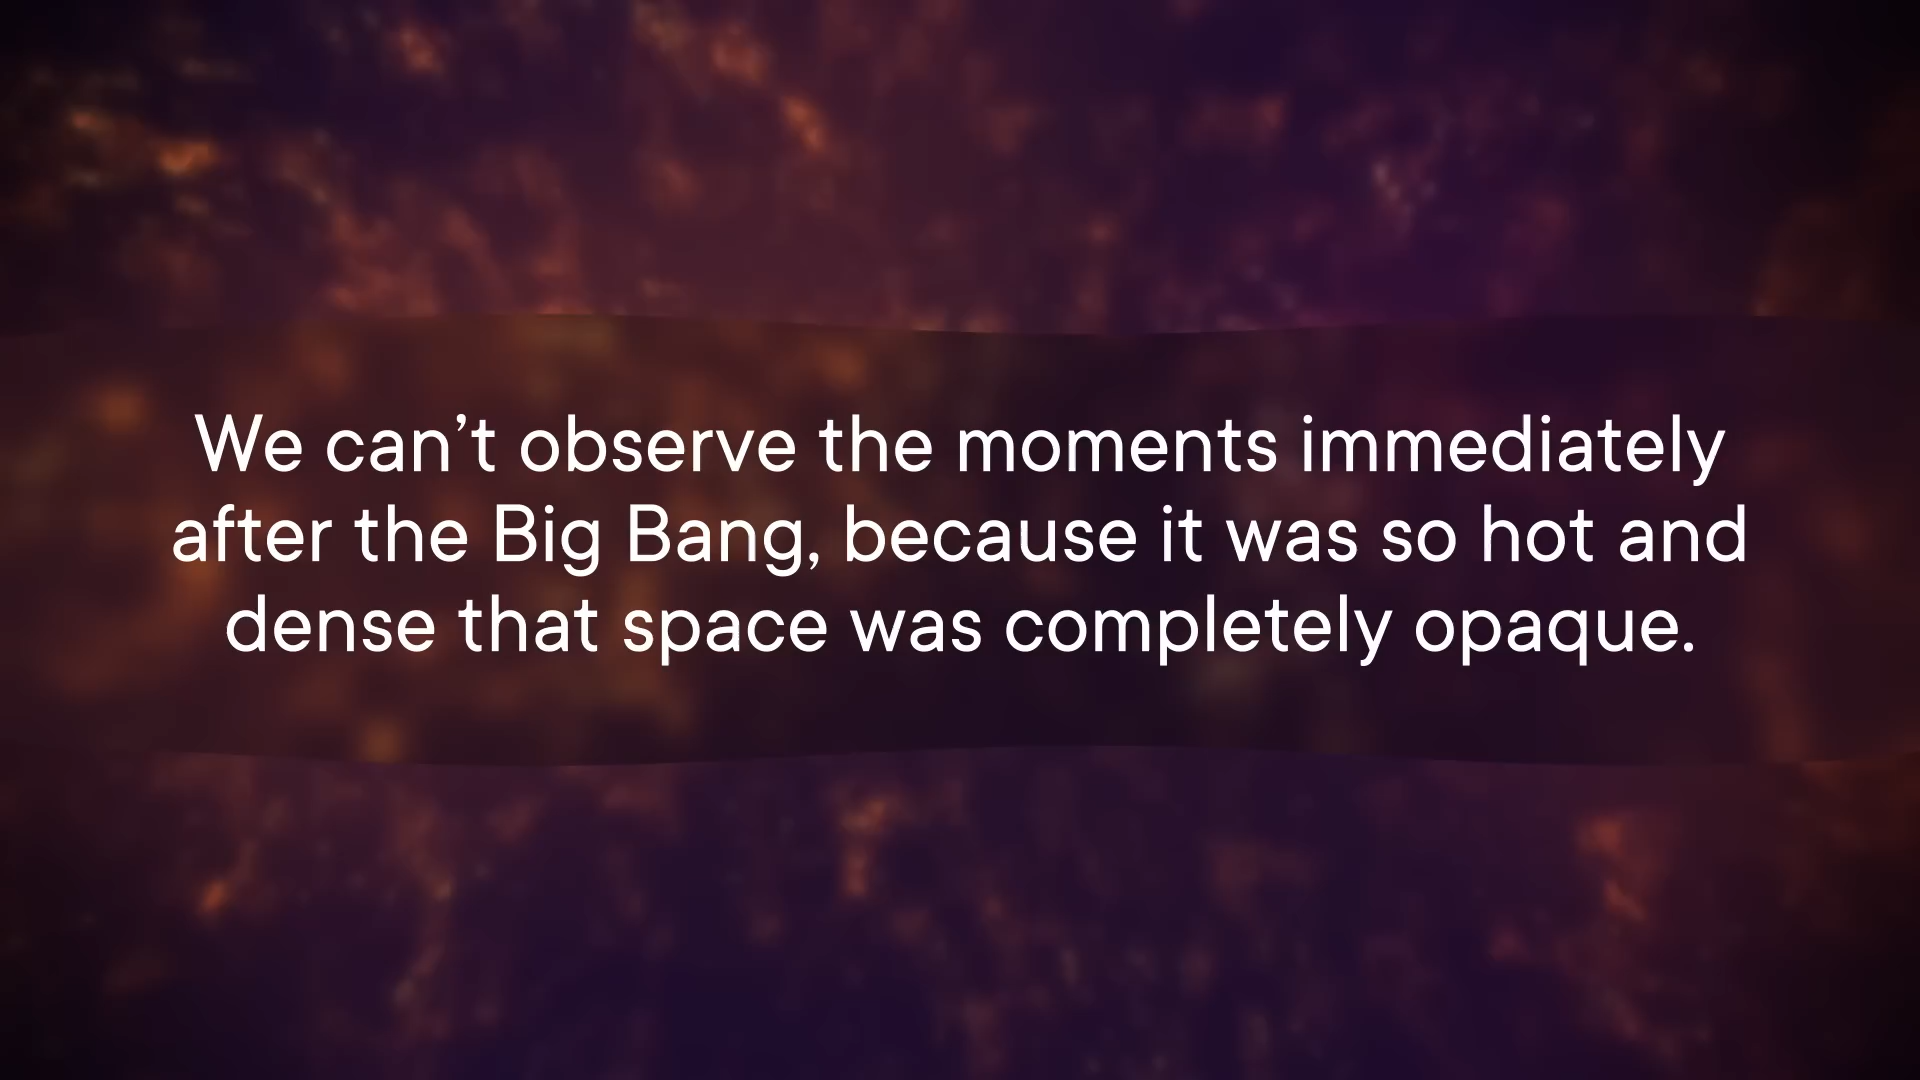 We can’t observe the moments immediately
after the Big Bang, because it was so hot and
dense that space was completely opaque.